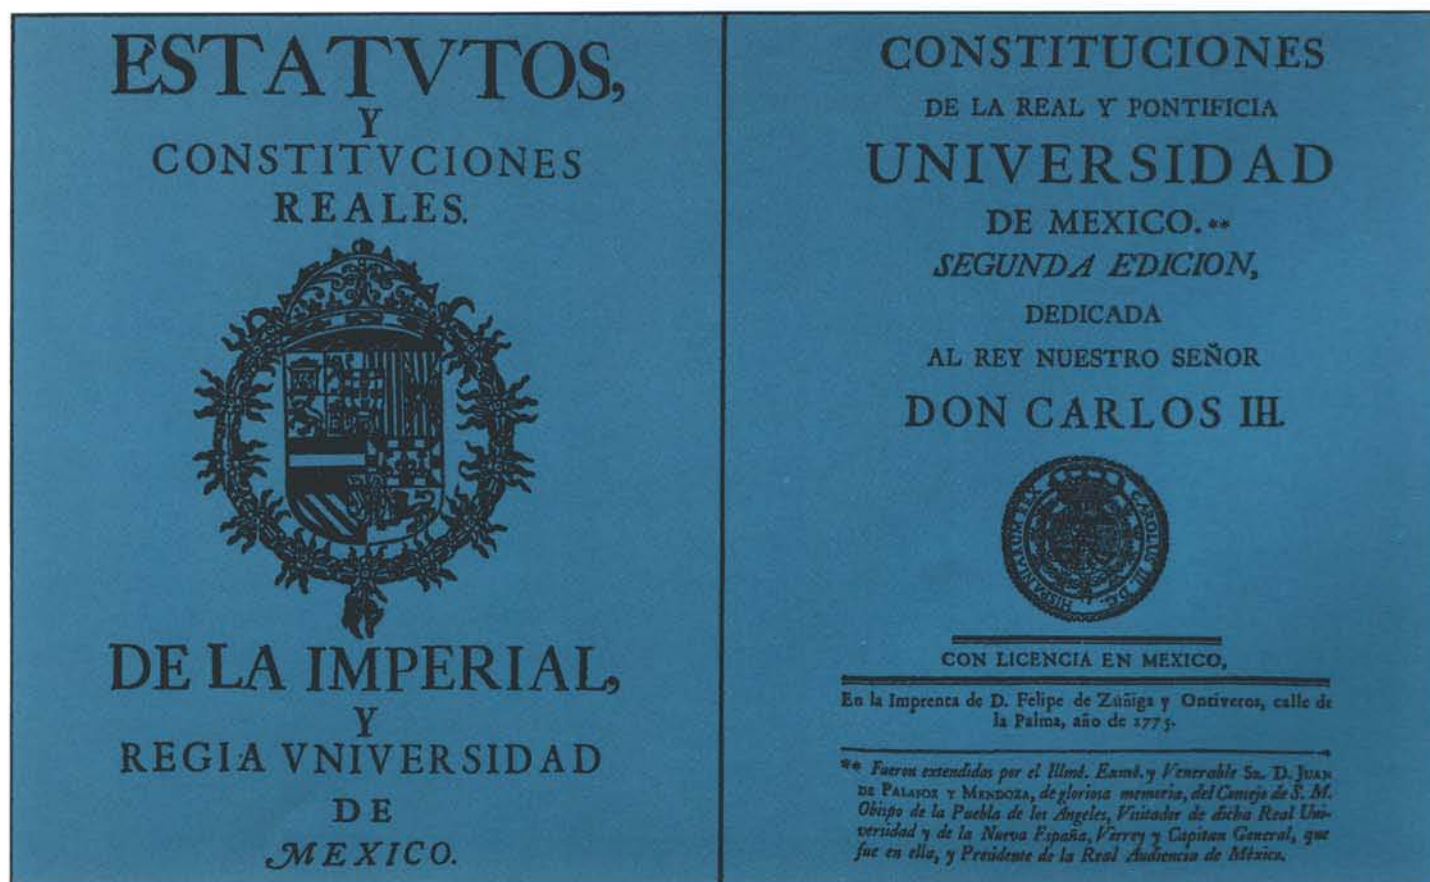 ESTATVTOS,
Y
CONSTITVCIONES
REALES.
DE LA IMPERIAL,
Y
REGIA VNIVERSIDAD
DE
MEXICO.
CONSTITUCIONES
DE LA REAL Y PONTIFICIA
UNIVERSIDAD
DE MEXICO.**
SEGUNDA EDICION,
DEDICADA
AL REY NUESTRO SEÑOR
DON CARLOS III.
CAROLUS III. D.G. HISPANIARUM REX
CON LICENCIA EN MEXICO,
En la Imprenta de D. Felipe de Zúñiga y Ontiveros, calle de
la Palma, año de 1775.
** Fueron extendidas por el Illmô. Exmô. y Venerable Sr. D. JUAN
DE PALAFOX Y MENDOZA, de gloriosa memoria, del Consejo de S. M.
Obispo de la Puebla de los Angeles, Visitador de dicha Real Uni-
versidad y de la Nueva España, Virrey y Capitan General, que
fue en ella, y Presidente de la Real Audiencia de México.